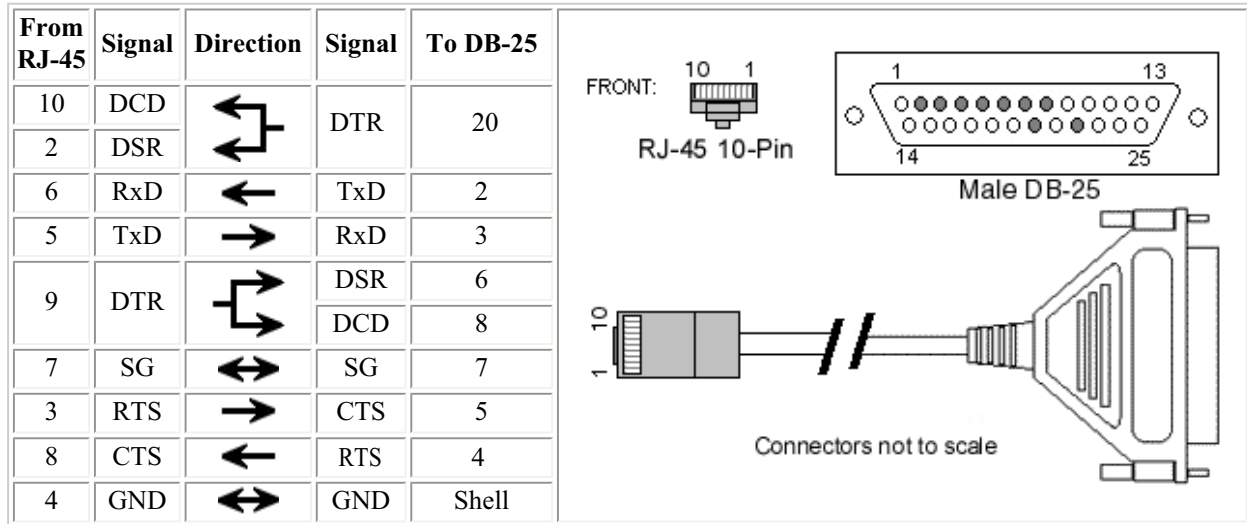 From RJ-45 Signal Direction Signal To DB-25
10 DCD DTR 20
2 DSR
6 RxD TxD 2
5 TxD RxD 3
9 DTR DSR 6
DCD 8
7 SG SG 7
3 RTS CTS 5
8 CTS RTS 4
4 GND GND Shell
FRONT:
10 1
RJ-45 10-Pin
1 13
14 25
Male DB-25
10
1
Connectors not to scale